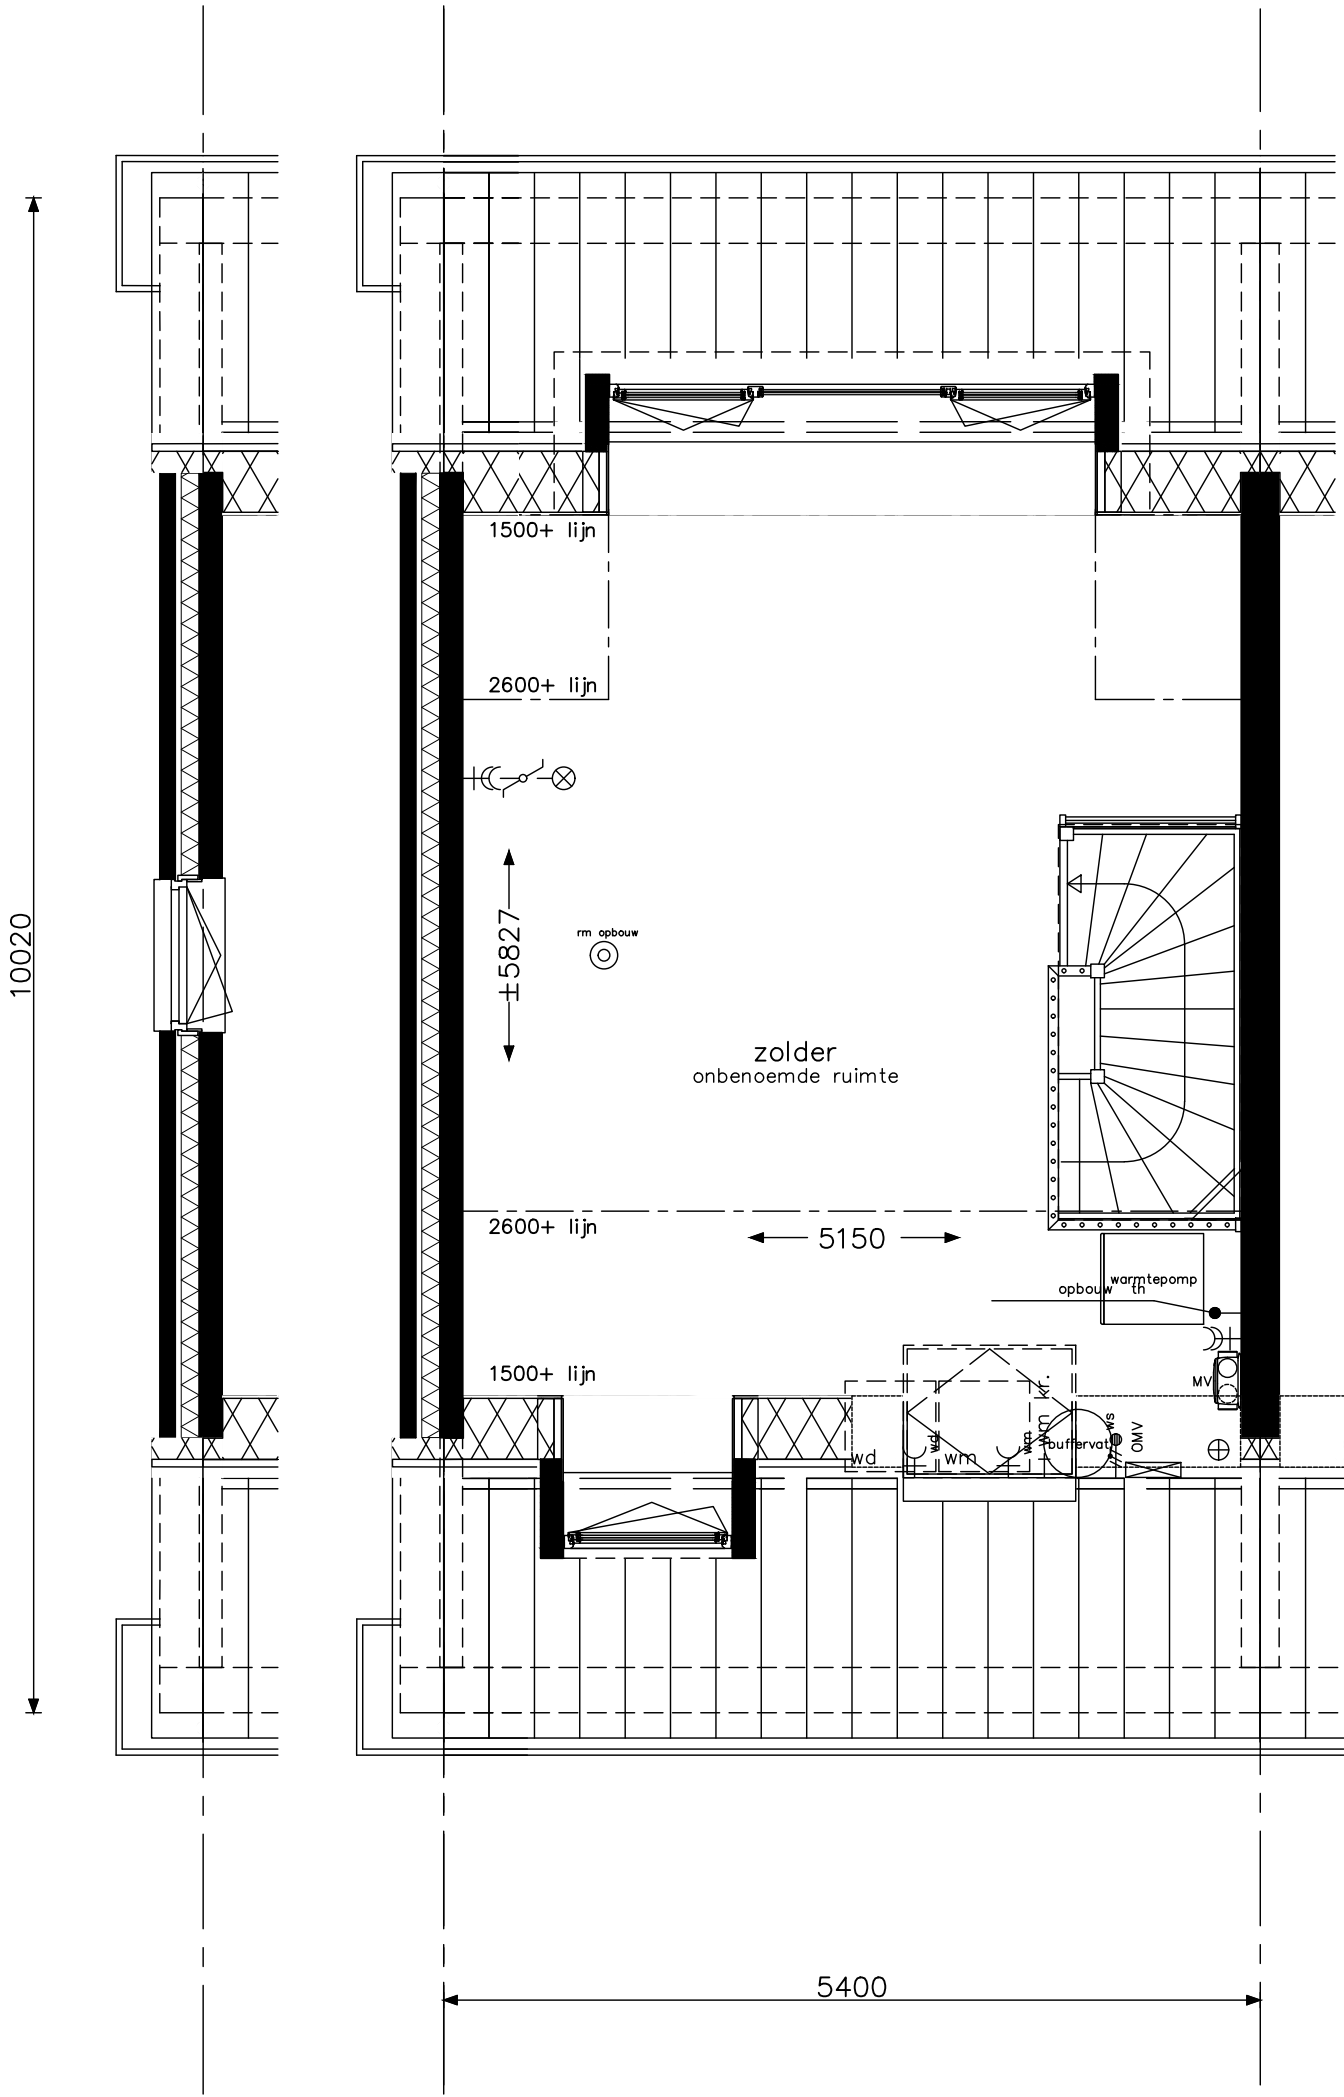 1500+ lijn
2600+ lijn
10020
±5827
rm opbouw
zolder
onbenoemde ruimte
2600+ lijn
5150
warmtepomp
opbouw th
1500+ lijn
MV
wm kr.
wd
wm
ws
OMV
buffervat
wd
wm
5400